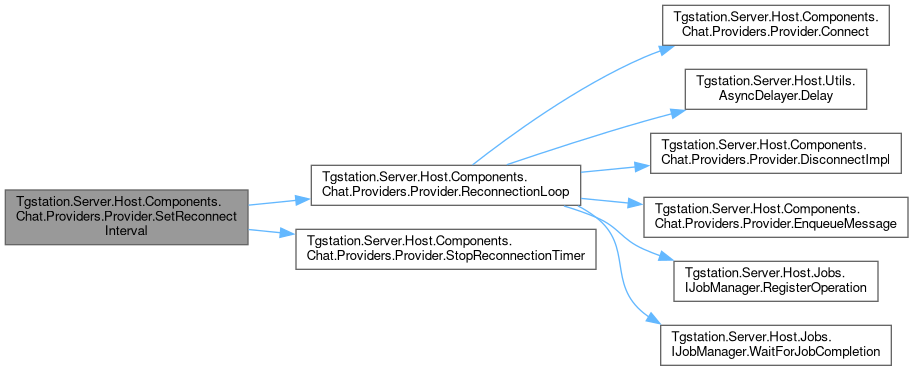 Tgstation.Server.Host.Components.
Chat.Providers.Provider.SetReconnect
Interval
Tgstation.Server.Host.Components.
Chat.Providers.Provider.ReconnectionLoop
Tgstation.Server.Host.Components.
Chat.Providers.Provider.StopReconnectionTimer
Tgstation.Server.Host.Components.
Chat.Providers.Provider.Connect
Tgstation.Server.Host.Utils.
AsyncDelayer.Delay
Tgstation.Server.Host.Components.
Chat.Providers.Provider.DisconnectImpl
Tgstation.Server.Host.Components.
Chat.Providers.Provider.EnqueueMessage
Tgstation.Server.Host.Jobs.
IJobManager.RegisterOperation
Tgstation.Server.Host.Jobs.
IJobManager.WaitForJobCompletion